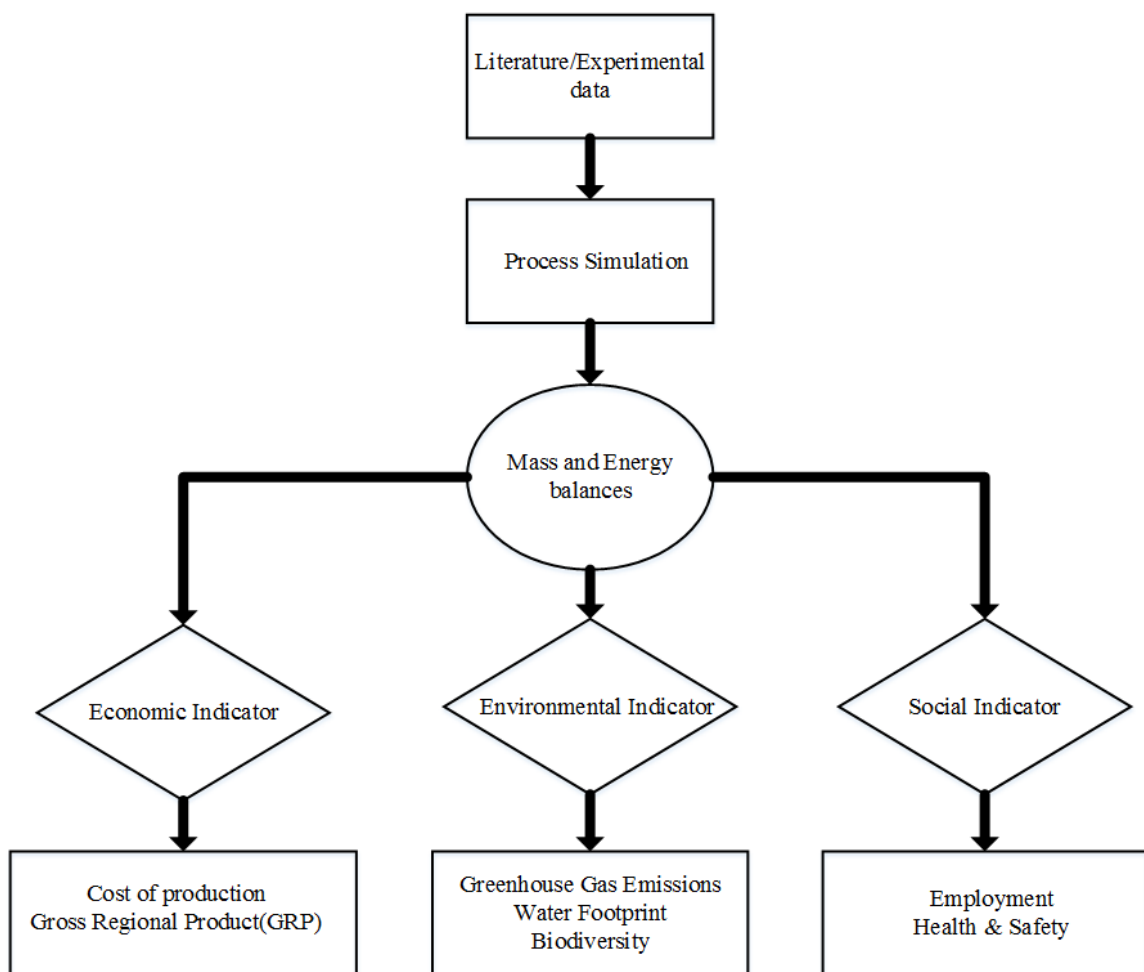 Literature/Experimental
data
Process Simulation
Mass and Energy
balances
Economic Indicator
Environmental Indicator
Social Indicator
Cost of production
Gross Regional Product(GRP)
Greenhouse Gas Emissions
Water Footprint
Biodiversity
Employment
Health & Safety